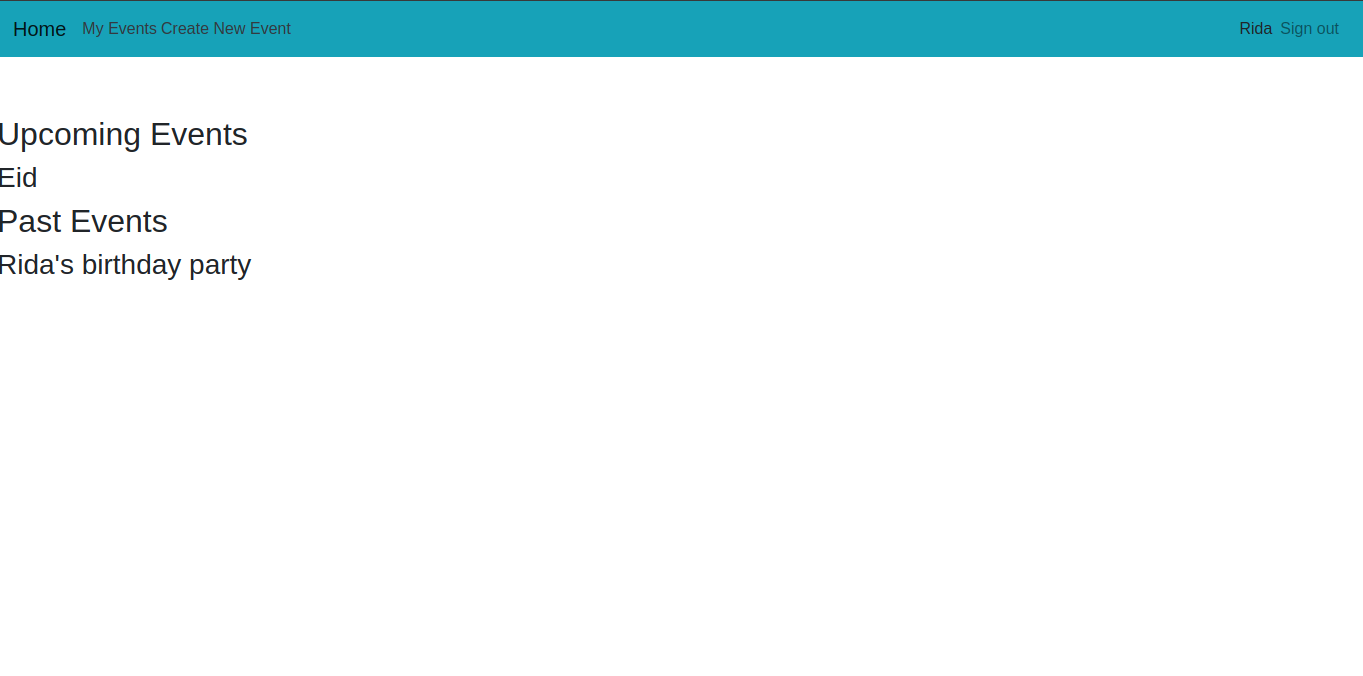 Home My Events Create New Event Rida Sign out
Upcoming Events
Eid
Past Events
Rida's birthday party